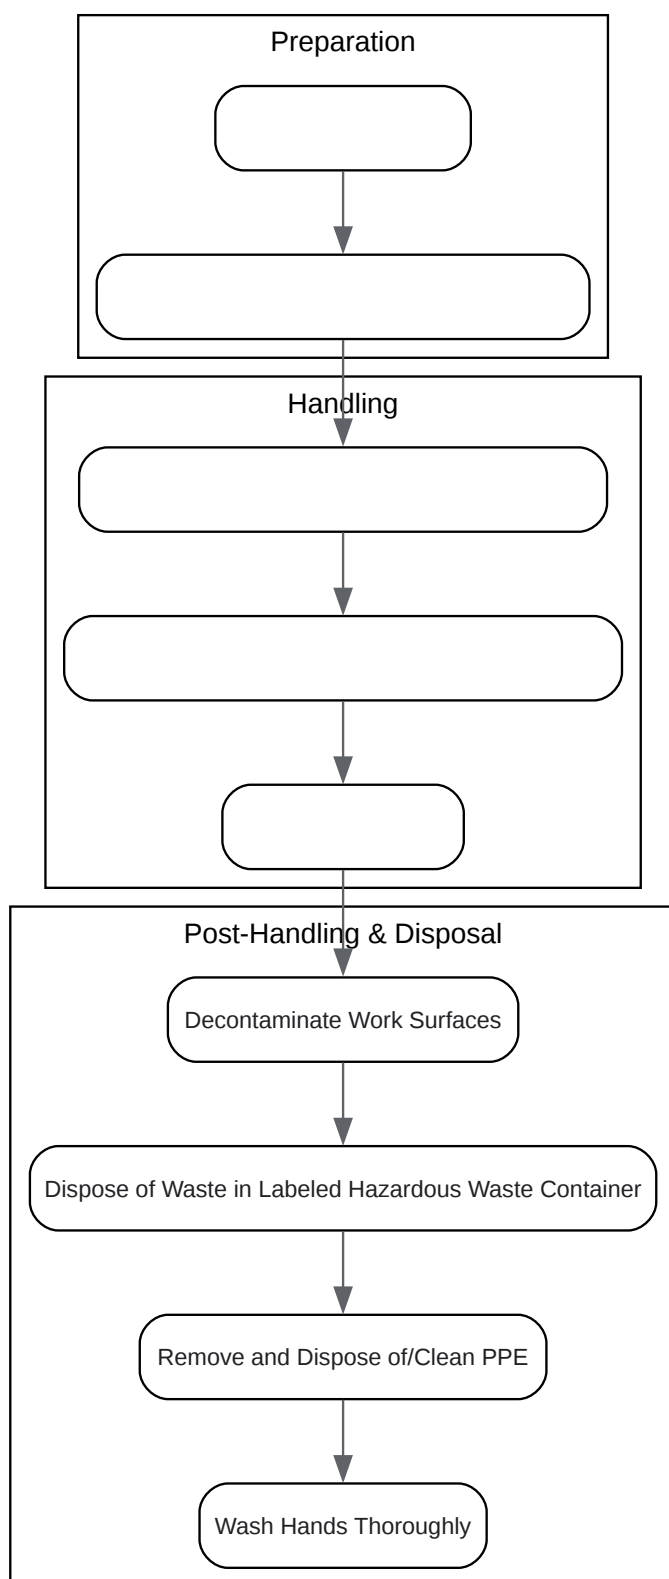 Preparation
Handling
Post-Handling & Disposal
Decontaminate Work Surfaces
Dispose of Waste in Labeled Hazardous Waste Container
Remove and Dispose of/Clean PPE
Wash Hands Thoroughly